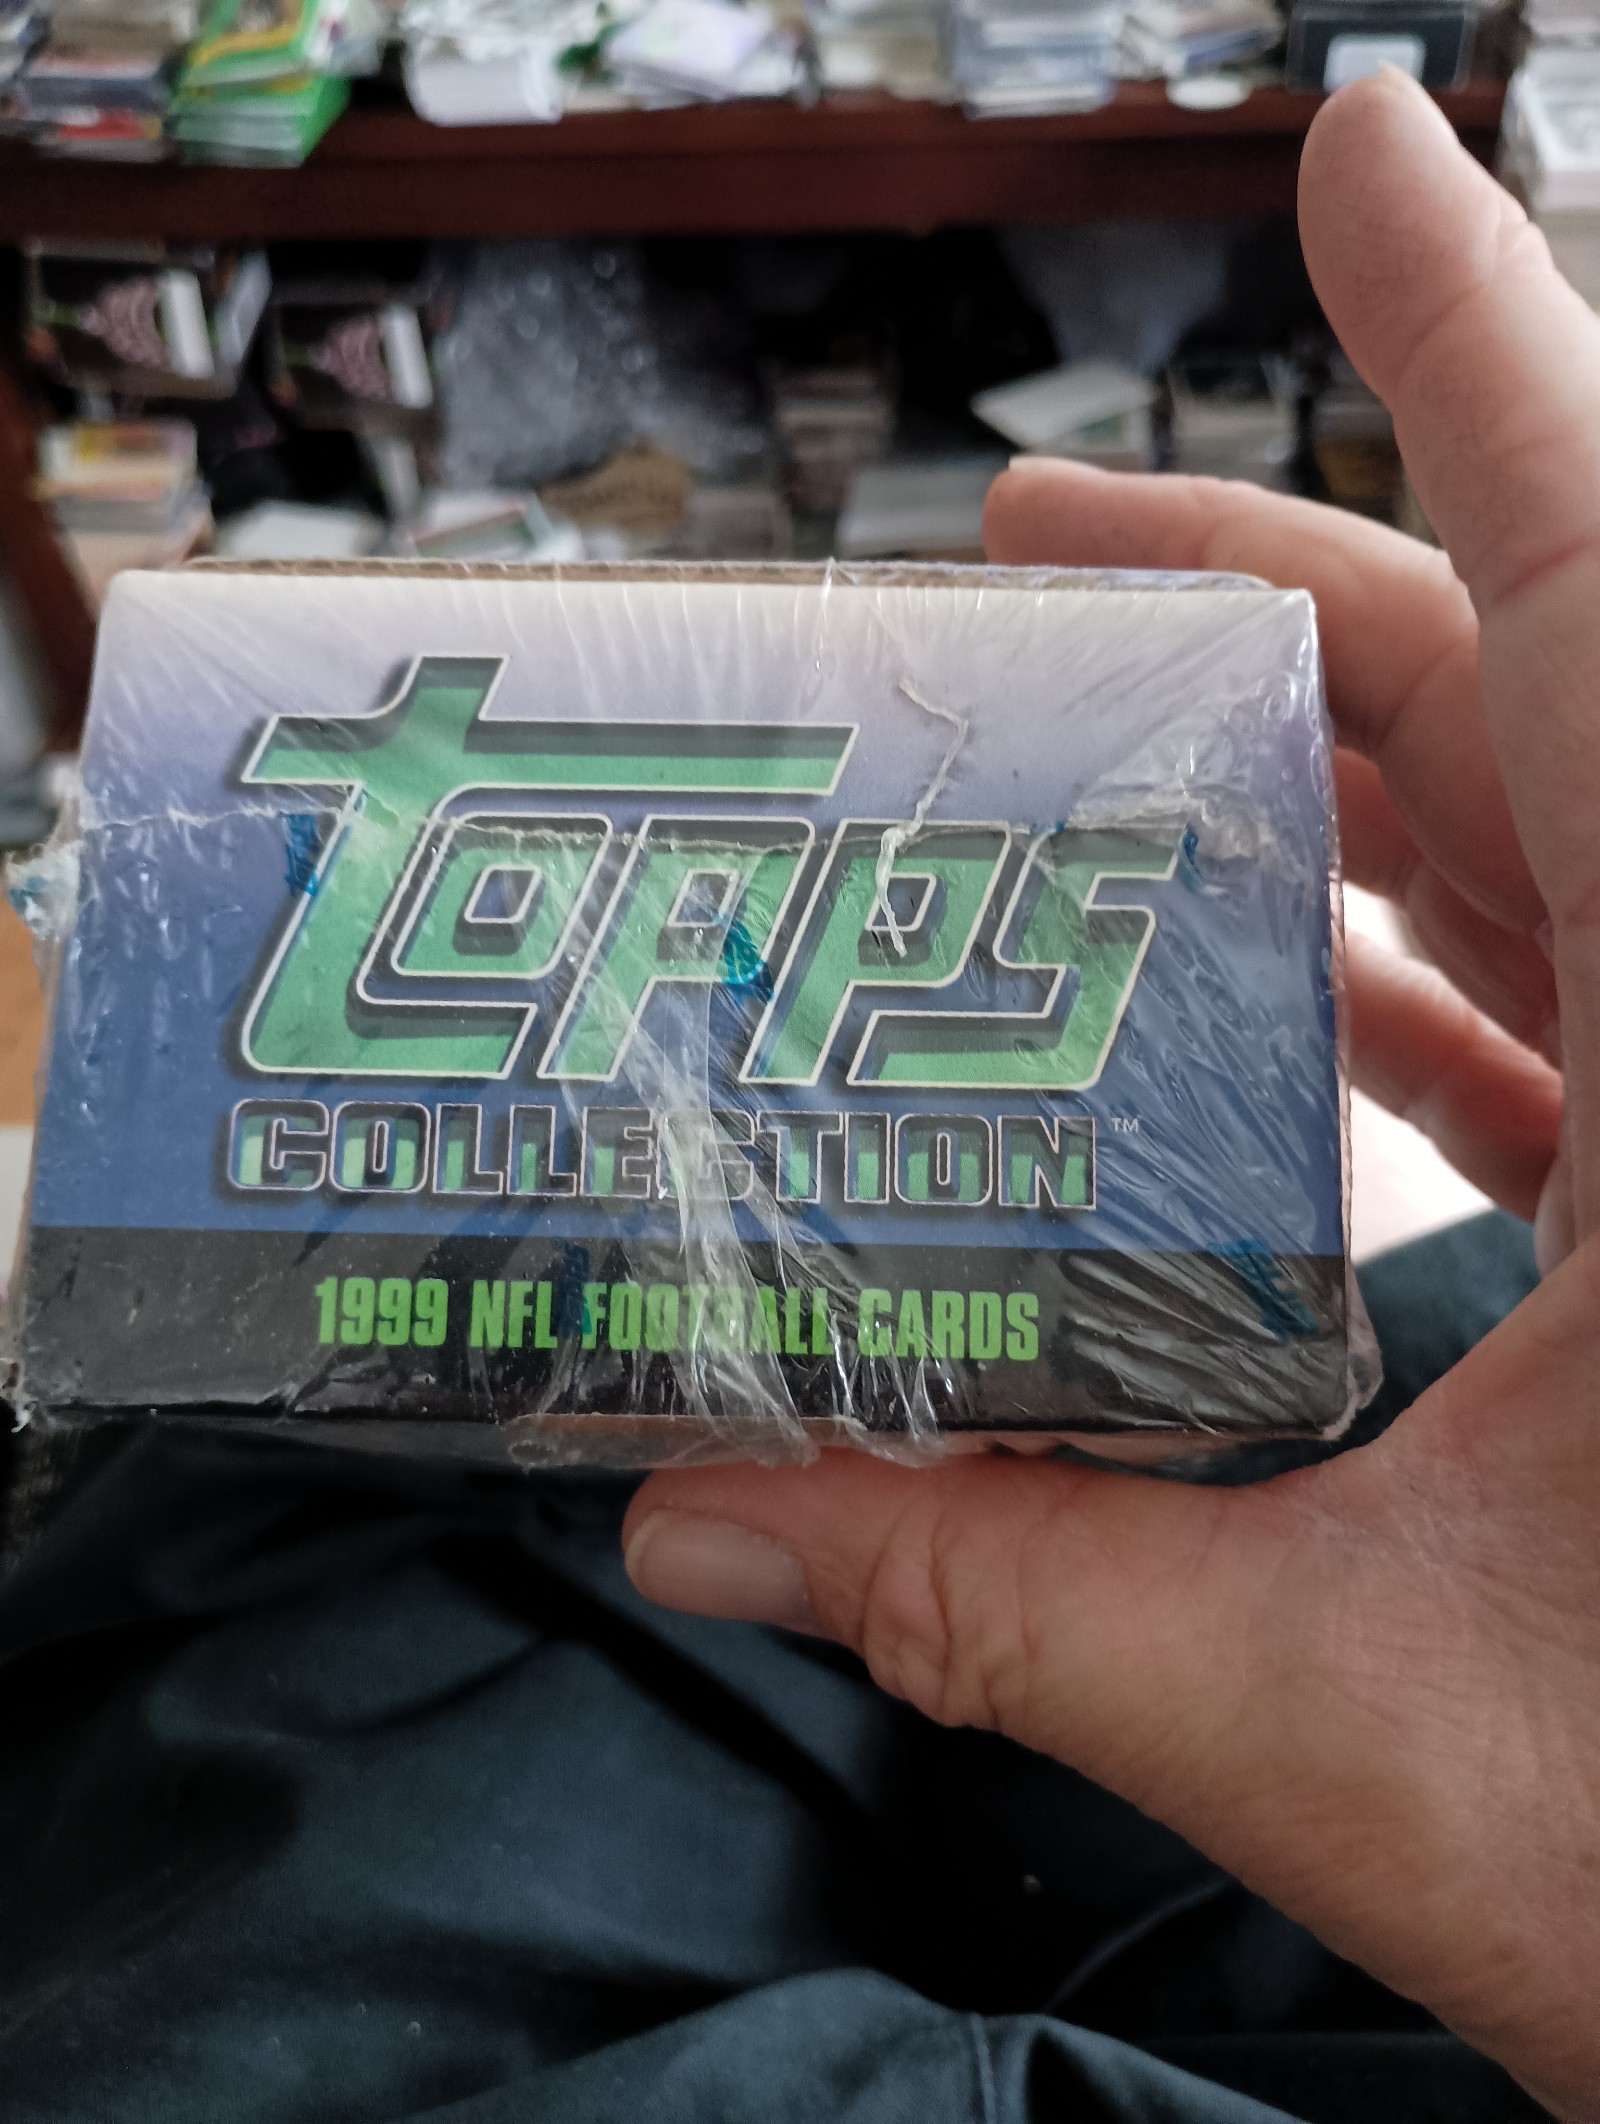 topps
COLLECTION™
1999 NFL FOOTBALL CARDS